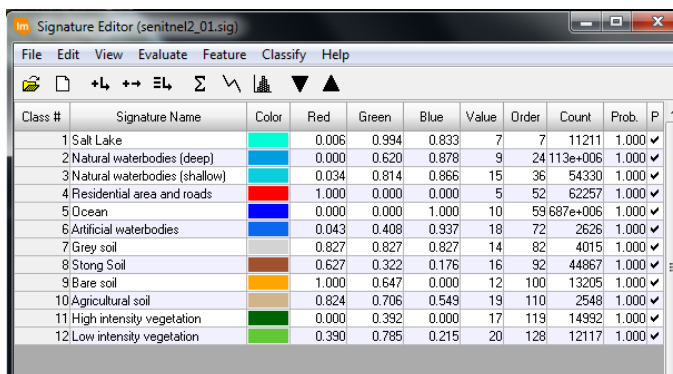 Im Signature Editor (senitnel2_01.sig)
File Edit View Evaluate Feature Classify Help
Class # Signature Name Color Red Green Blue Value Order Count Prob. P
1 Salt Lake 0.006 0.994 0.833 7 7 11211 1.000
2 Natural waterbodies (deep) 0.000 0.620 0.878 9 24 113e+006 1.000
3 Natural waterbodies (shallow) 0.034 0.814 0.866 15 36 54330 1.000
4 Residential area and roads 1.000 0.000 0.000 5 52 62257 1.000
5 Ocean 0.000 0.000 1.000 10 59 687e+006 1.000
6 Artificial waterbodies 0.043 0.408 0.937 18 72 2626 1.000
7 Grey soil 0.827 0.827 0.827 14 82 4015 1.000
8 Stong Soil 0.627 0.322 0.176 16 92 44867 1.000
9 Bare soil 1.000 0.647 0.000 12 100 13205 1.000
10 Agricultural soil 0.824 0.706 0.549 19 110 2548 1.000
11 High intensity vegetation 0.000 0.392 0.000 17 119 14992 1.000
12 Low intensity vegetation 0.390 0.785 0.215 20 128 12117 1.000